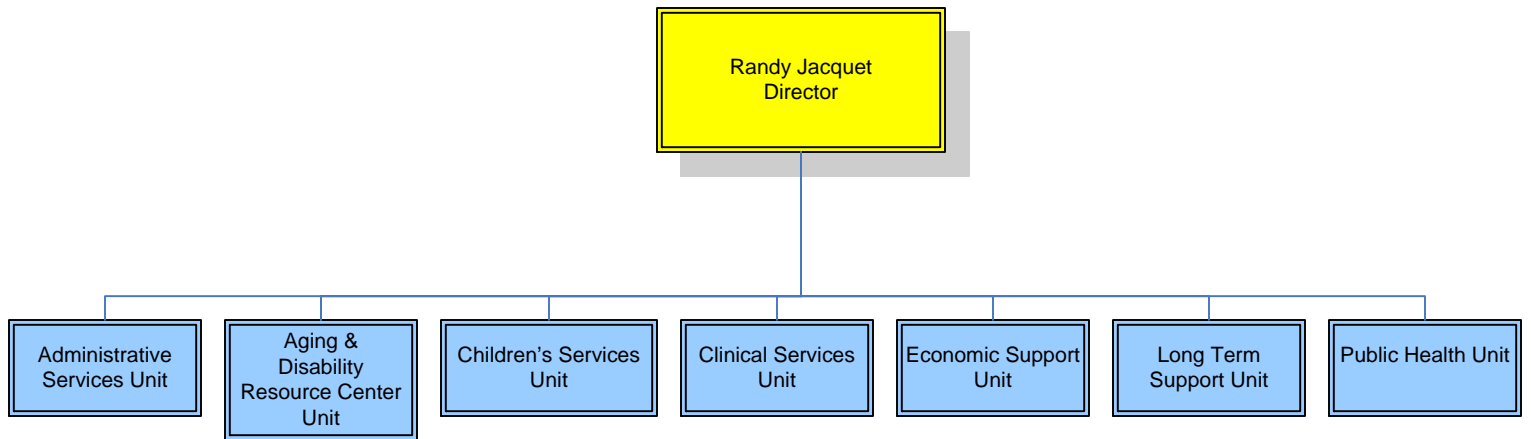 Randy Jacquet
Director
Administrative
Services Unit
Aging &
Disability
Resource Center
Unit
Children’s Services
Unit
Clinical Services
Unit
Economic Support
Unit
Long Term
Support Unit
Public Health Unit